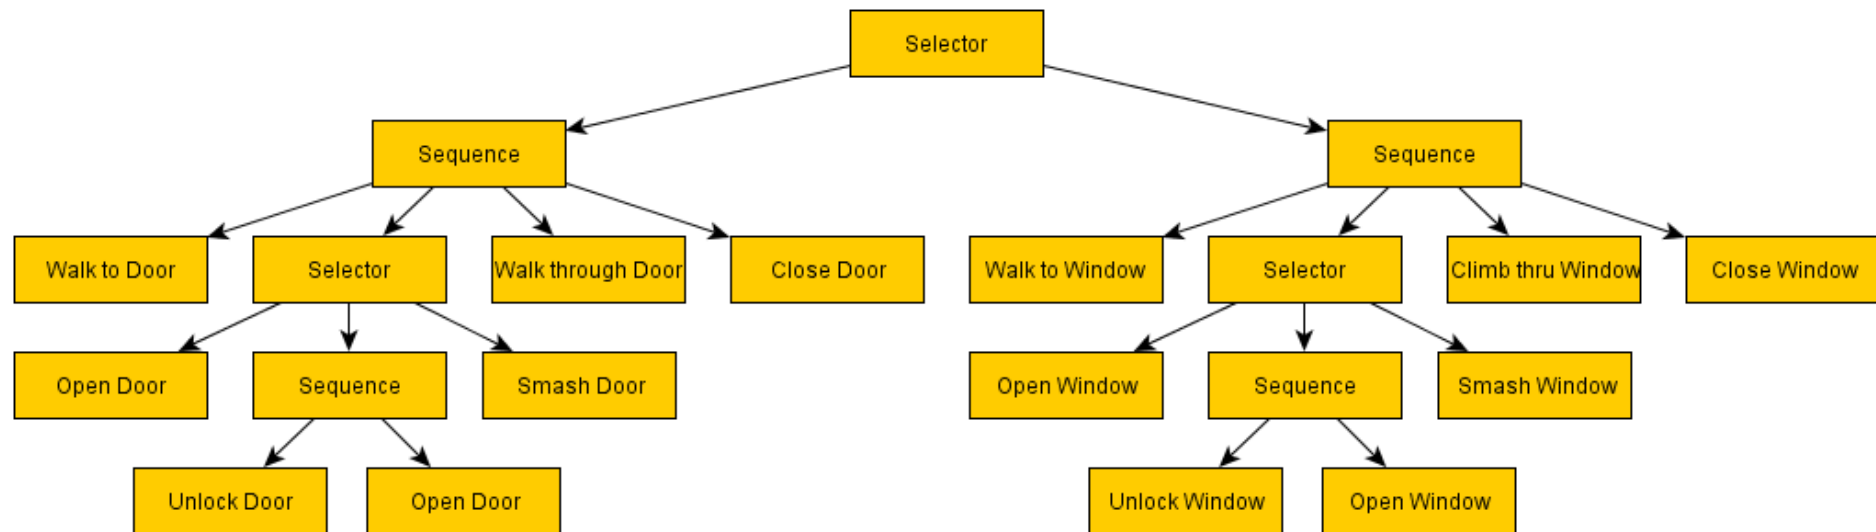 Selector
Sequence
Sequence
Walk to Door
Selector
Walk through Door
Close Door
Walk to Window
Selector
Climb thru Window
Close Window
Open Door
Sequence
Smash Door
Open Window
Sequence
Smash Window
Unlock Door
Open Door
Unlock Window
Open Window